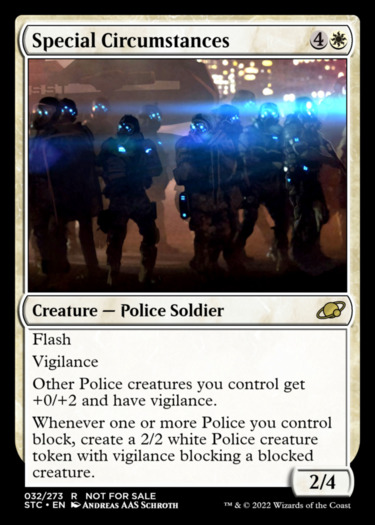 Special Circumstances 4
Creature — Police Soldier
Flash
Vigilance
Other Police creatures you control get
+0/+2 and have vigilance.
Whenever one or more Police you control
block, create a 2/2 white Police creature
token with vigilance blocking a blocked
creature.
2/4
032/273 R NOT FOR SALE
STC • EN Andreas AAS Schroth
™ & © 2022 Wizards of the Coast